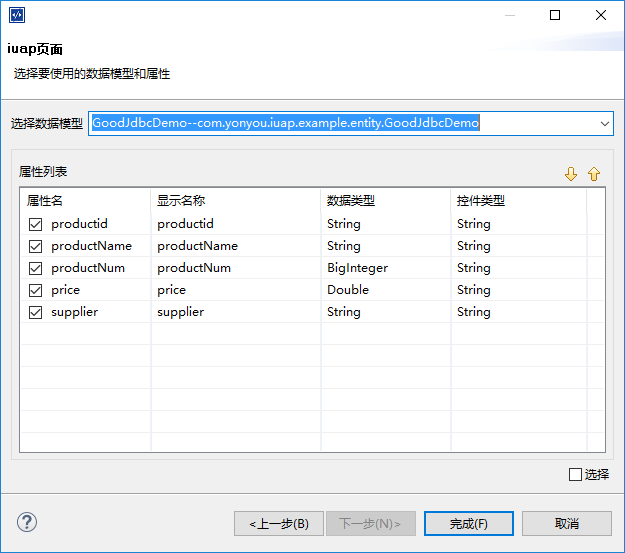 iuap页面
选择要使用的数据模型和属性
选择数据模型 GoodJdbcDemo--com.yonyou.iuap.example.entity.GoodJdbcDemo
属性列表
属性名 显示名称 数据类型 控件类型
productid productid String String
productName productName String String
productNum productNum BigInteger String
price price Double String
supplier supplier String String
选择
<上一步(B) 下一步(N)> 完成(F) 取消